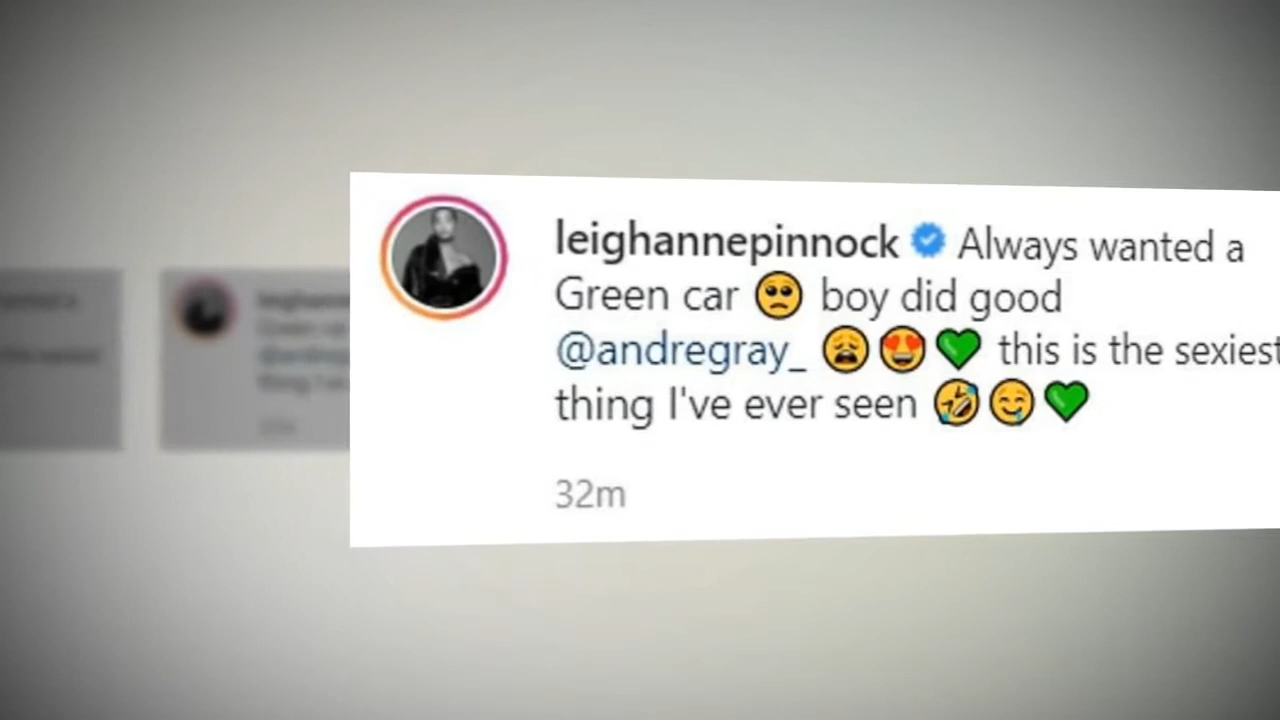 leighannepinnock Always wanted a
Green car 🥺 boy did good
@andregray_ 😩😍💚 this is the sexiest
thing I've ever seen 🤣🤤💚
32m